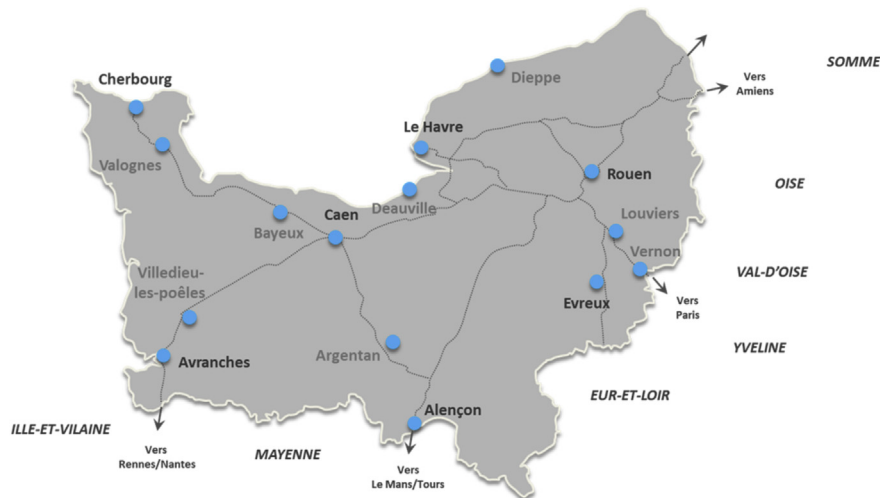 SOMME
Cherbourg
Dieppe
Vers
Amiens
Le Havre
Valognes
Rouen
OISE
Deauville
Caen
Louviers
Bayeux
Vernon
Villedieu-
les-poêles
VAL-D'OISE
Evreux
Vers
Paris
YVELINE
Argentan
Avranches
EUR-ET-LOIR
Alençon
ILLE-ET-VILAINE
Vers
Rennes/Nantes
MAYENNE
Vers
Le Mans/Tours